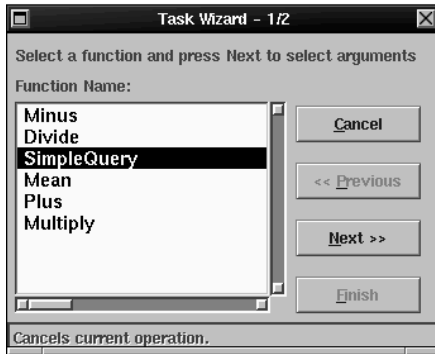 Task Wizard - 1/2
Select a function and press Next to select arguments
Function Name:
Minus
Divide
SimpleQuery
Mean
Plus
Multiply
Cancel
<< Previous
Next >>
Finish
Cancels current operation.